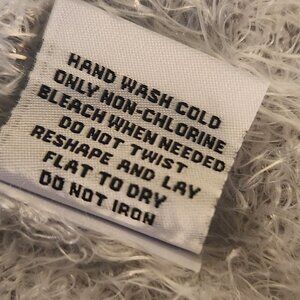 HAND WASH COLD
ONLY NON-CHLORINE
BLEACH WHEN NEEDED
DO NOT TWIST
RESHAPE AND LAY
FLAT TO DRY
DO NOT IRON